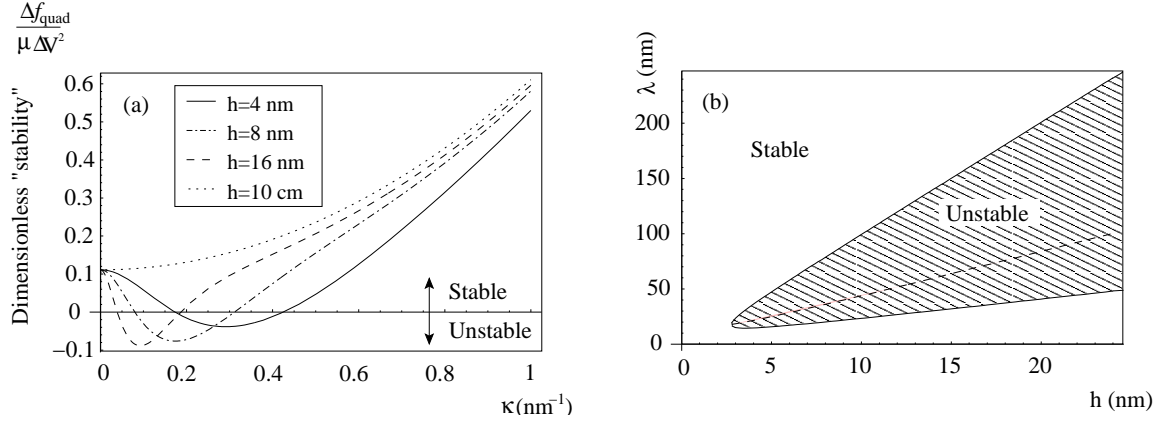 Δf_quad
μ ΔV²
Dimensionless "stability"
0.6
0.5
0.4
0.3
0.2
0.1
0
−0.1
(a)
h=4 nm
h=8 nm
h=16 nm
h=10 cm
Stable
Unstable
0
0.2
0.4
0.6
0.8
1
κ(nm⁻¹)
λ (nm)
200
150
100
50
0
(b)
Stable
Unstable
0
5
10
15
20
h (nm)